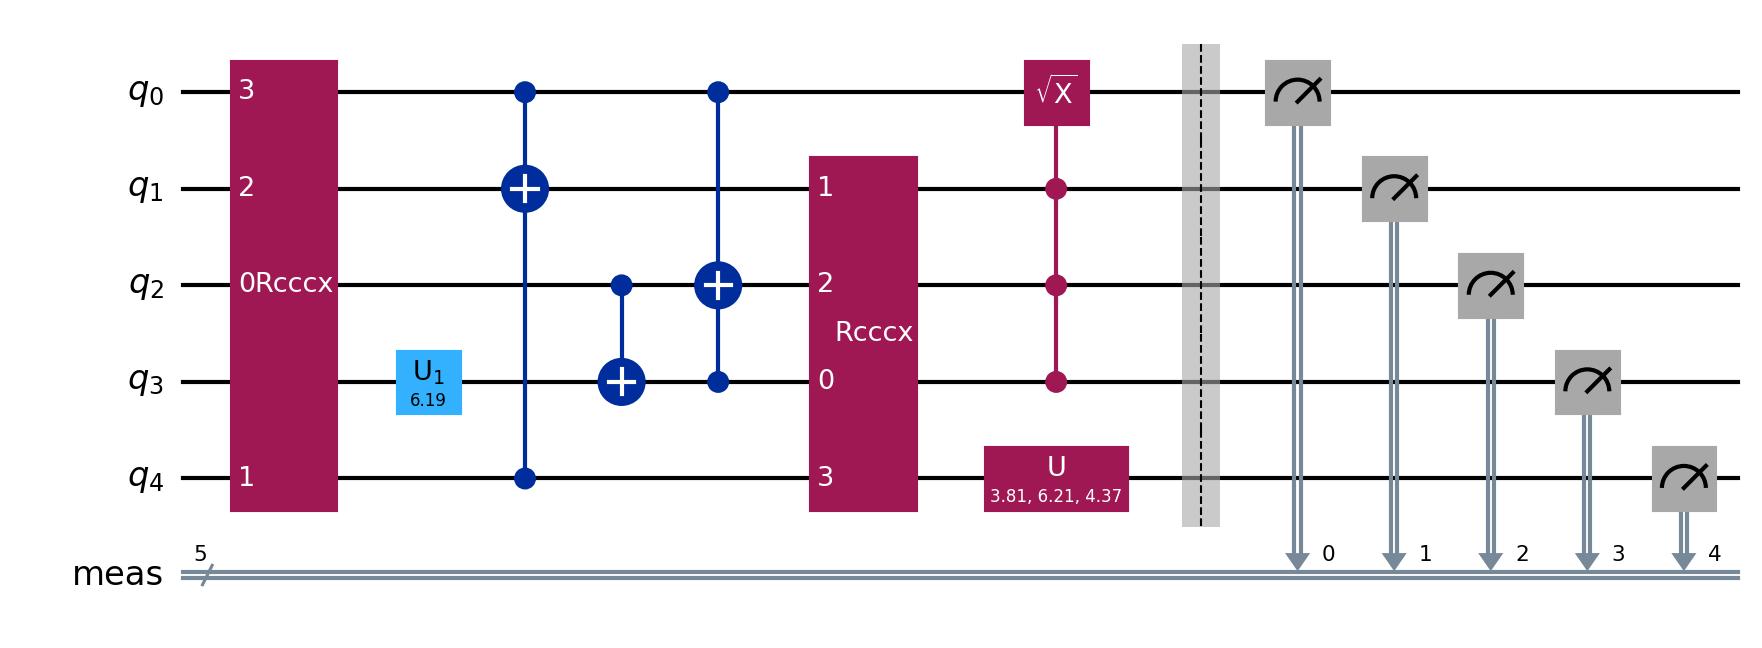 q0 3 √X
q1 2 1
q2 0Rcccx 2
Rcccx
q3 U1 0
6.19
q4 1 3 U
3.81, 6.21, 4.37
5 0 1 2 3 4
meas